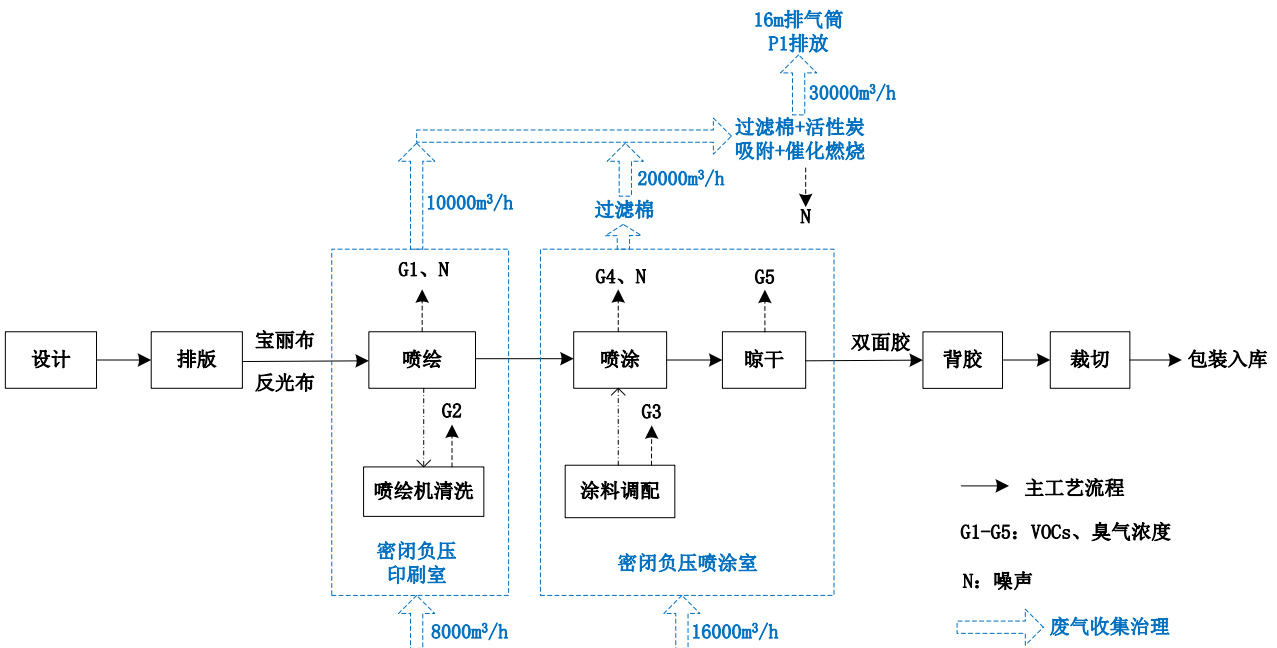 16m排气筒
P1排放
30000m³/h
过滤棉+活性炭
吸附+催化燃烧
10000m³/h
20000m³/h
过滤棉
N
G1、N
G4、N
G5
设计
排版
宝丽布
反光布
喷绘
喷涂
晾干
双面胶
背胶
裁切
包装入库
G2
G3
喷绘机清洗
涂料调配
主工艺流程
G1-G5：VOCs、臭气浓度
密闭负压
印刷室
密闭负压喷涂室
N：噪声
8000m³/h
16000m³/h
废气收集治理